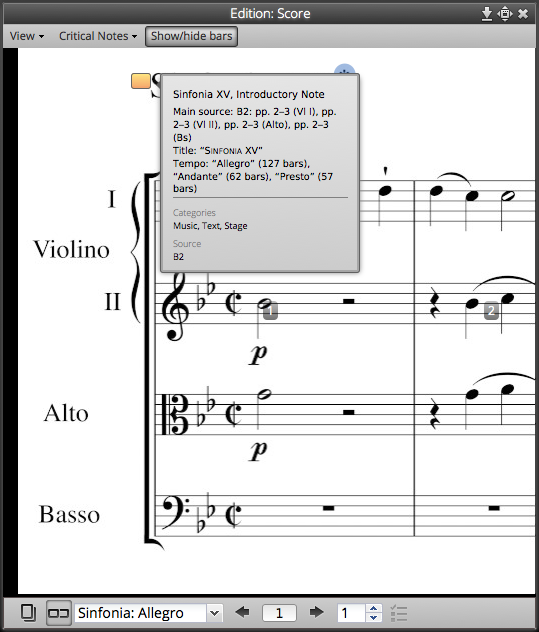 Edition: Score
View Critical Notes Show/hide bars
S
Sinfonia XV, Introductory Note
Main source: B2: pp. 2–3 (Vl I), pp.
2–3 (Vl II), pp. 2–3 (Alto), pp. 2–3
(Bs)
Title: “Sinfonia XV”
Tempo: “Allegro” (127 bars),
“Andante” (62 bars), “Presto” (57
bars)
Categories
Music, Text, Stage
Source
B2
I
Violino
II
1
2
p
Alto
p
Basso
Sinfonia: Allegro 1 1